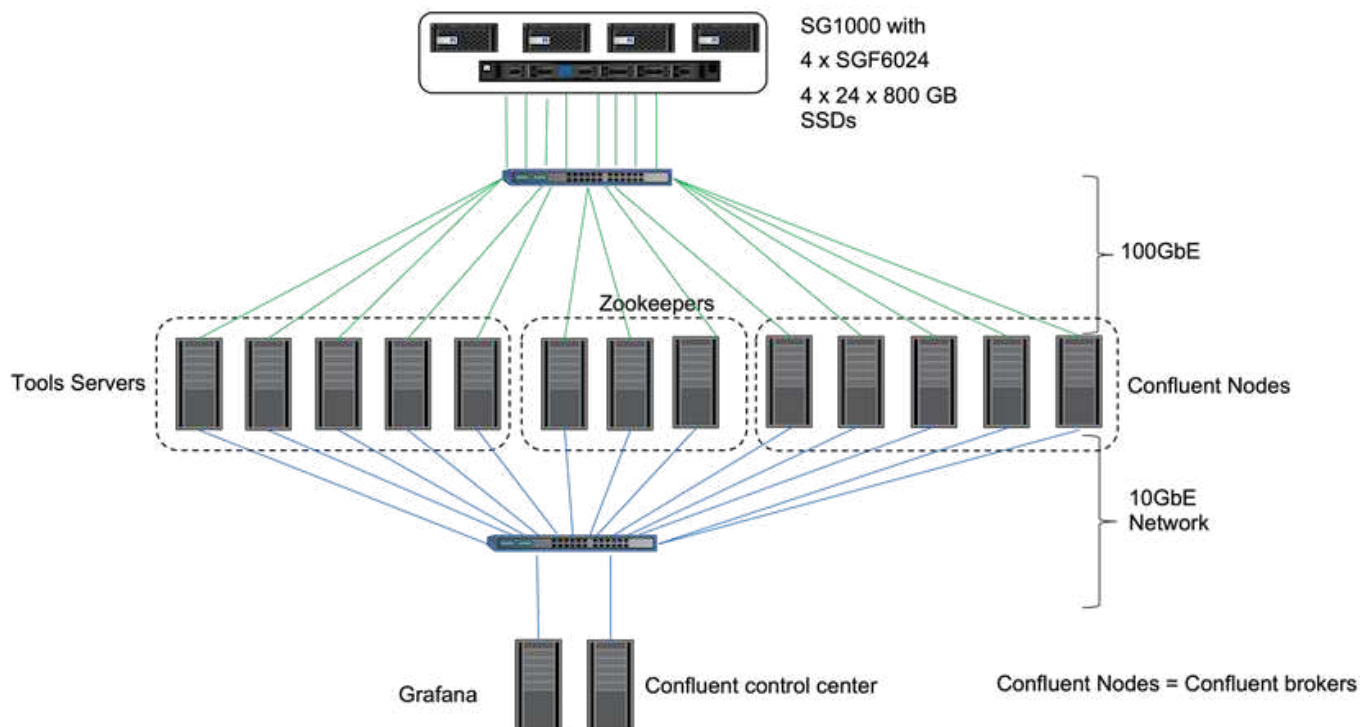 SG1000 with
4 x SGF6024
4 x 24 x 800 GB
SSDs
100GbE
Zookeepers
Tools Servers
Confluent Nodes
10GbE
Network
Grafana
Confluent control center
Confluent Nodes = Confluent brokers